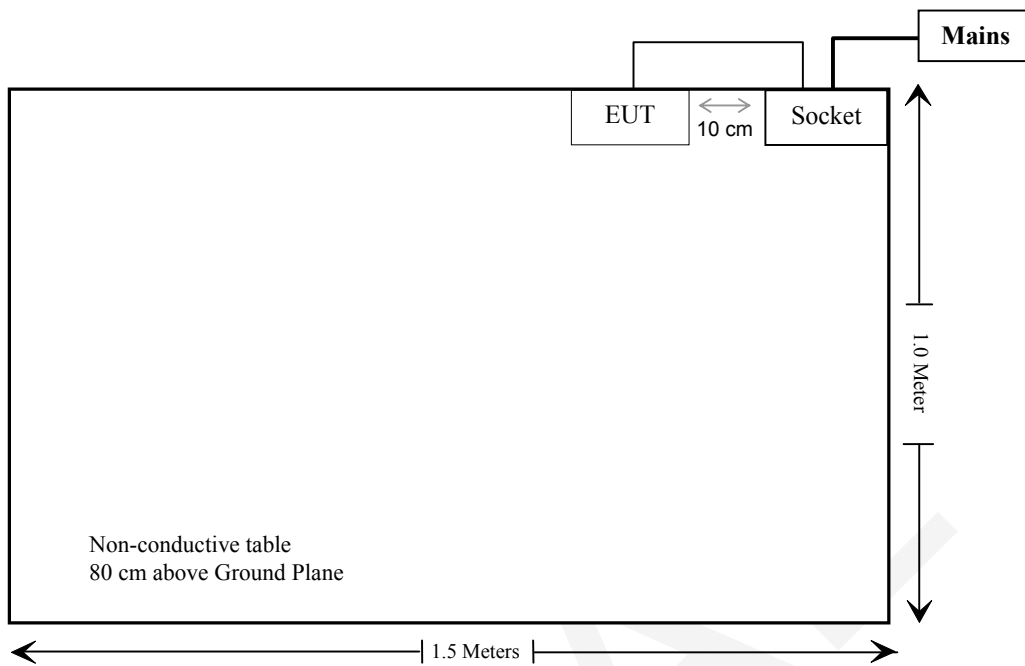 Mains
EUT
10 cm
Socket
1.0 Meter
Non-conductive table
80 cm above Ground Plane
1.5 Meters